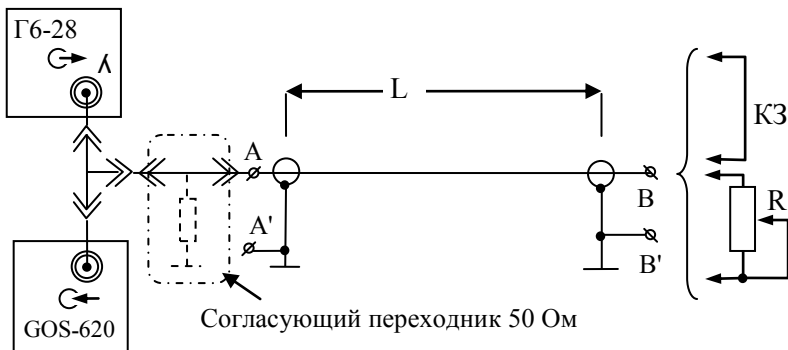 Г6-28
L
КЗ
A
B
R
A'
B'
GOS-620
Согласующий переходник 50 Ом